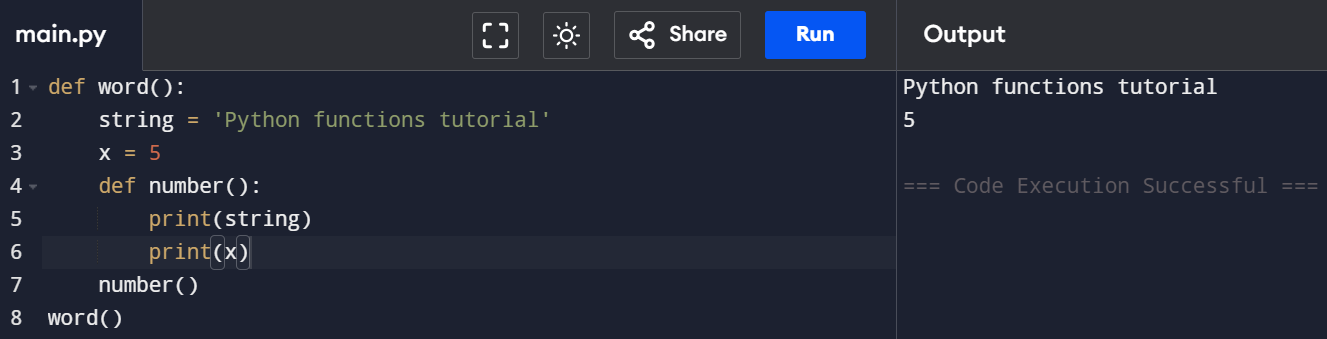 main.py
Share
Run
Output
1 def word():
2     string = 'Python functions tutorial'
3     x = 5
4     def number():
5         print(string)
6         print(x)
7     number()
8 word()
Python functions tutorial
5
=== Code Execution Successful ===